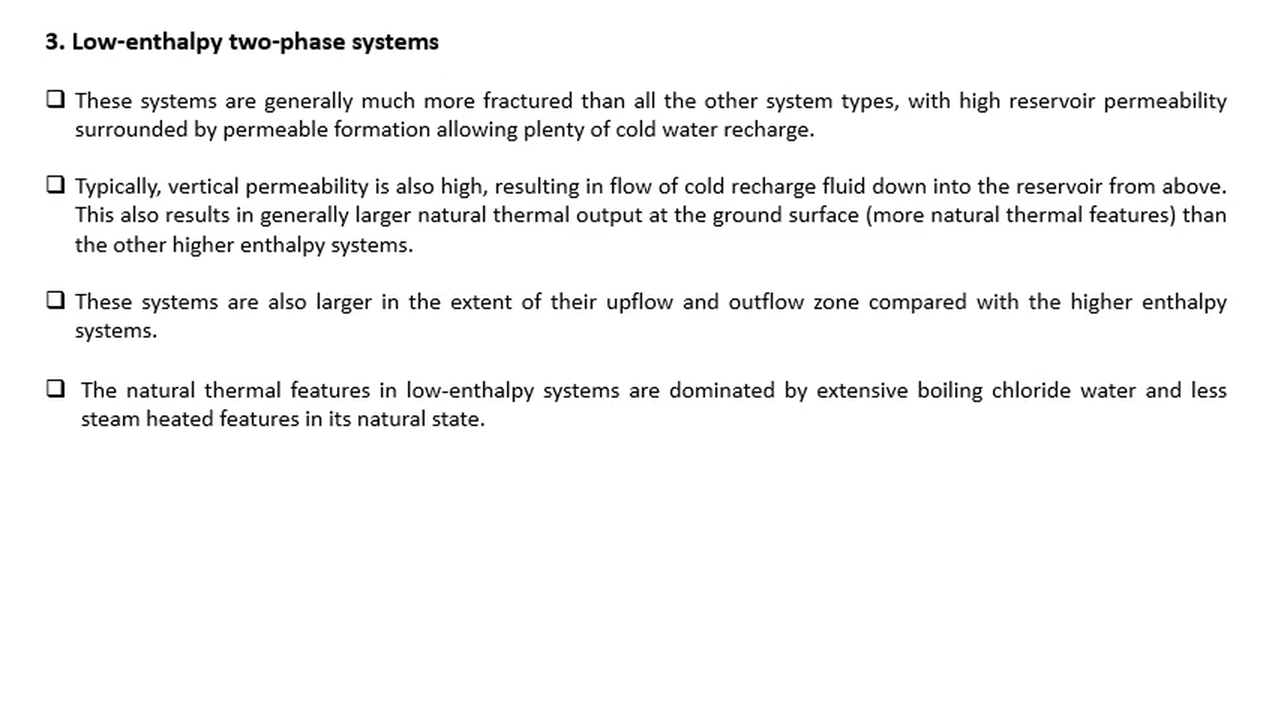 3. Low-enthalpy two-phase systems
❑ These systems are generally much more fractured than all the other system types, with high reservoir permeability
surrounded by permeable formation allowing plenty of cold water recharge.
❑ Typically, vertical permeability is also high, resulting in flow of cold recharge fluid down into the reservoir from above.
This also results in generally larger natural thermal output at the ground surface (more natural thermal features) than
the other higher enthalpy systems.
❑ These systems are also larger in the extent of their upflow and outflow zone compared with the higher enthalpy
systems.
❑ The natural thermal features in low-enthalpy systems are dominated by extensive boiling chloride water and less
steam heated features in its natural state.